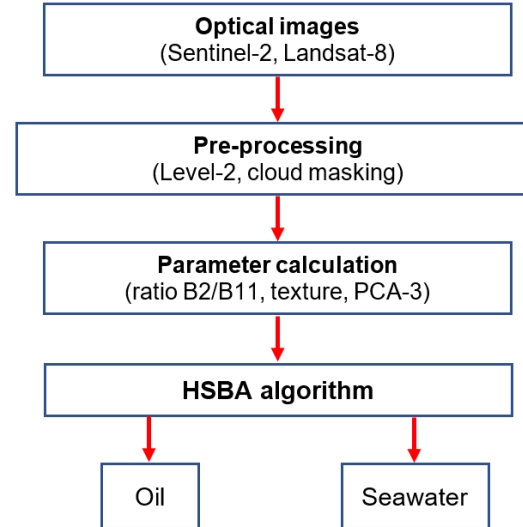 Optical images
(Sentinel-2, Landsat-8)
Pre-processing
(Level-2, cloud masking)
Parameter calculation
(ratio B2/B11, texture, PCA-3)
HSBA algorithm
Oil
Seawater